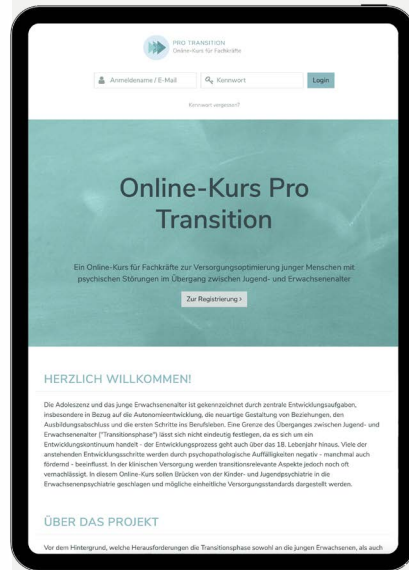 PRO TRANSITION
Online-Kurs für Fachkräfte
Anmeldename / E-Mail
Kennwort
Login
Kennwort vergessen?
Online-Kurs Pro
Transition
Ein Online-Kurs für Fachkräfte zur Versorgungsoptimierung junger Menschen mit
psychischen Störungen im Übergang zwischen Jugend- und Erwachsenenalter
Zur Registrierung ›
HERZLICH WILLKOMMEN!
Die Adoleszenz und das junge Erwachsenenalter ist gekennzeichnet durch zentrale Entwicklungsaufgaben,
insbesondere in Bezug auf die Autonomieentwicklung, die neuartige Gestaltung von Beziehungen, den
Ausbildungsabschluss und die ersten Schritte ins Berufsleben. Eine Grenze des Überganges zwischen Jugend- und
Erwachsenenalter ("Transitionsphase") lässt sich nicht eindeutig festlegen, da es sich um ein
Entwicklungskontinuum handelt - der Entwicklungsprozess geht auch über das 18. Lebensjahr hinaus. Viele der
anstehenden Entwicklungsschritte werden durch psychopathologische Auffälligkeiten negativ - manchmal auch
fördernd - beeinflusst. In der klinischen Versorgung werden transitionsrelevante Aspekte jedoch noch oft
vernachlässigt. In diesem Online-Kurs sollen Brücken von der Kinder- und Jugendpsychiatrie in die
Erwachsenenpsychiatrie geschlagen und mögliche einheitliche Versorgungsstandards dargestellt werden.
ÜBER DAS PROJEKT
Vor dem Hintergrund, welche Herausforderungen die Transitionsphase sowohl an die jungen Erwachsenen, als auch